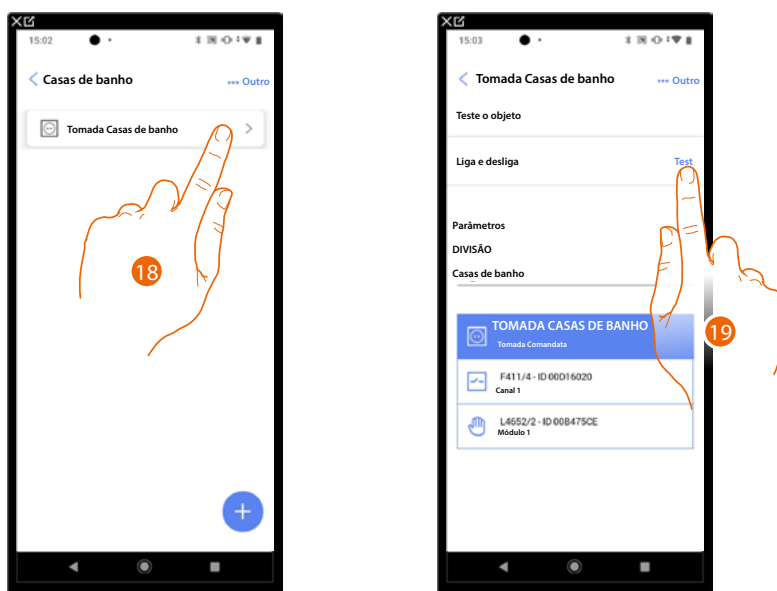 15:02
Casas de banho
••• Outro
Tomada Casas de banho
18
15:03
Tomada Casas de banho
••• Outro
Teste o objeto
Liga e desliga
Test
Parâmetros
DIVISÃO
Casas de banho
TOMADA CASAS DE BANHO
Tomada Comandata
F411/4 - ID 00D16020
Canal 1
L4652/2 - ID 00B475CE
Módulo 1
19